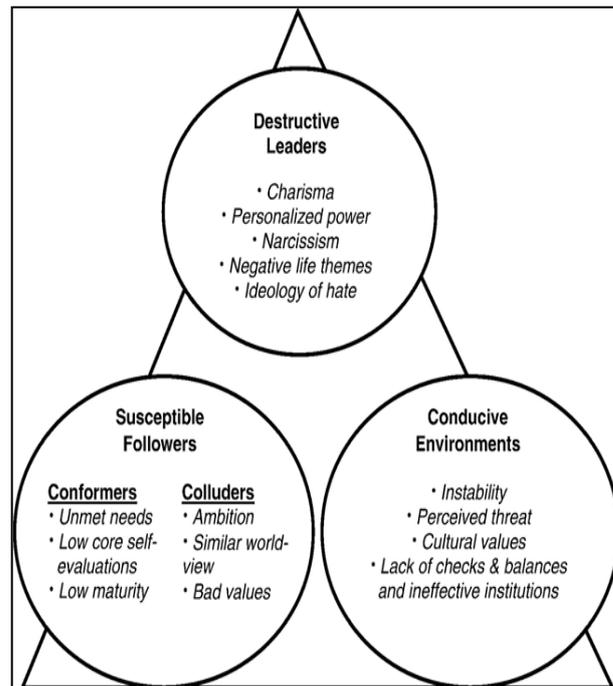 Destructive
Leaders
· Charisma
· Personalized power
· Narcissism
· Negative life themes
· Ideology of hate
Susceptible
Followers
Conformers
· Unmet needs
· Low core self-
evaluations
· Low maturity
Colluders
· Ambition
· Similar world-
view
· Bad values
Conducive
Environments
· Instability
· Perceived threat
· Cultural values
· Lack of checks & balances
and ineffective institutions